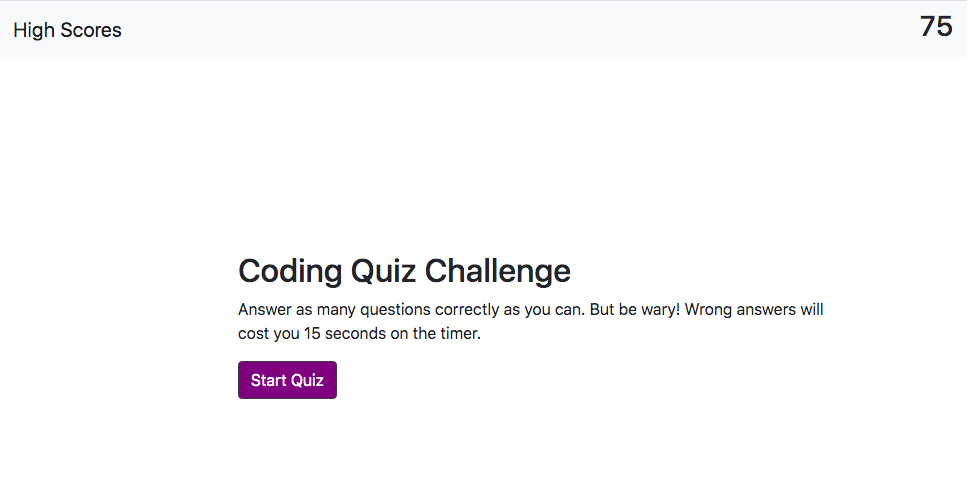 High Scores
75
Coding Quiz Challenge
Answer as many questions correctly as you can. But be wary! Wrong answers will
cost you 15 seconds on the timer.
Start Quiz